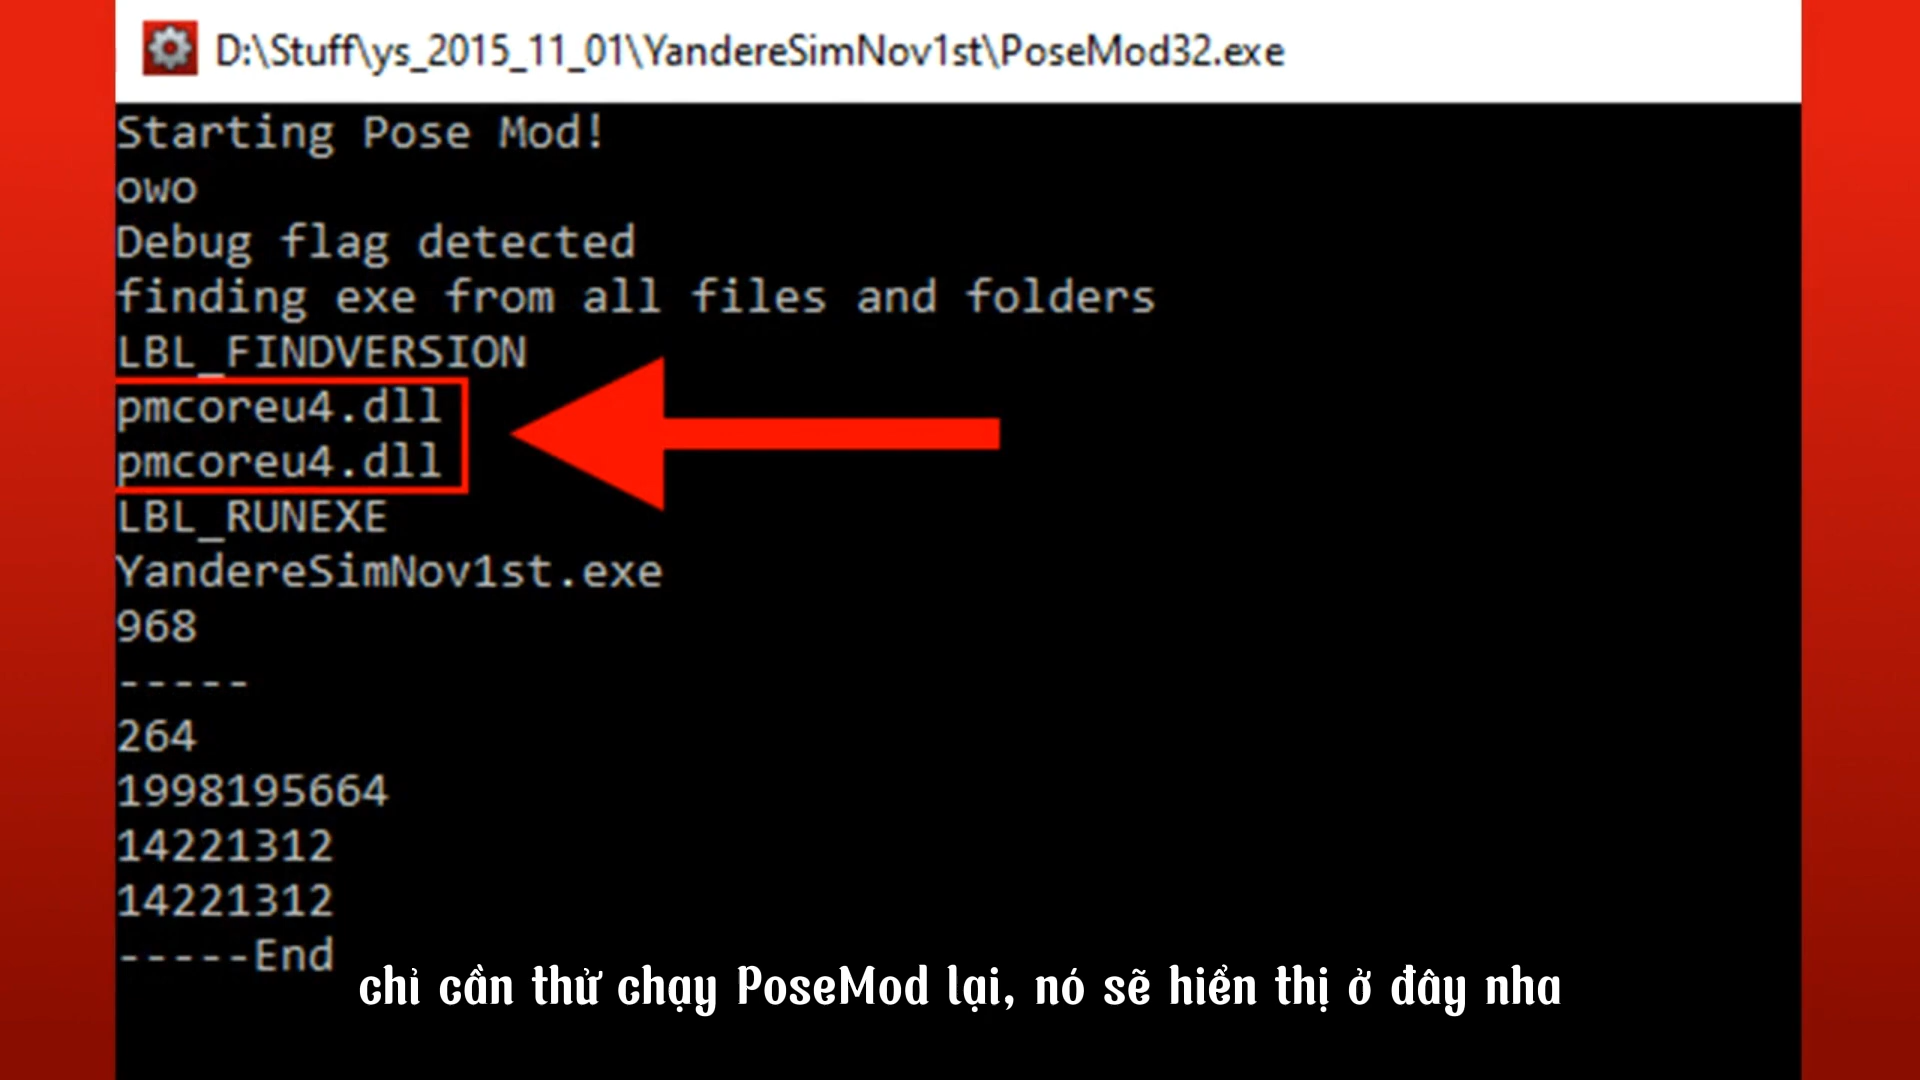 D:\Stuff\ys_2015_11_01\YandereSimNov1st\PoseMod32.exe
Starting Pose Mod!
owo
Debug flag detected
finding exe from all files and folders
LBL_FINDVERSION
pmcoreu4.dll
pmcoreu4.dll
LBL_RUNEXE
YandereSimNov1st.exe
968
-----
264
1998195664
14221312
14221312
-----End
chỉ cần thử chạy PoseMod lại, nó sẽ hiển thị ở đây nha